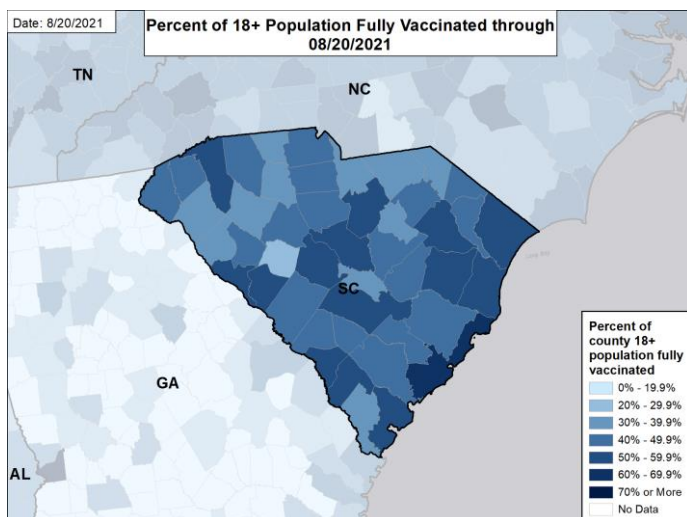 Date: 8/20/2021
Percent of 18+ Population Fully Vaccinated through
08/20/2021
TN
NC
SC
GA
AL
Percent of
county 18+
population fully
vaccinated
0% - 19.9%
20% - 29.9%
30% - 39.9%
40% - 49.9%
50% - 59.9%
60% - 69.9%
70% or More
No Data